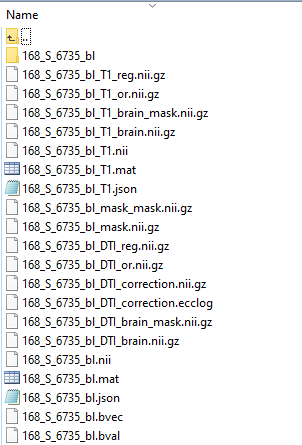 Name
..
168_S_6735_bl
168_S_6735_bl_T1_reg.nii.gz
168_S_6735_bl_T1_or.nii.gz
168_S_6735_bl_T1_brain_mask.nii.gz
168_S_6735_bl_T1_brain.nii.gz
168_S_6735_bl_T1.nii
168_S_6735_bl_T1.mat
168_S_6735_bl_T1.json
168_S_6735_bl_mask_mask.nii.gz
168_S_6735_bl_mask.nii.gz
168_S_6735_bl_DTI_reg.nii.gz
168_S_6735_bl_DTI_or.nii.gz
168_S_6735_bl_DTI_correction.nii.gz
168_S_6735_bl_DTI_correction.ecclog
168_S_6735_bl_DTI_brain_mask.nii.gz
168_S_6735_bl_DTI_brain.nii.gz
168_S_6735_bl.nii
168_S_6735_bl.mat
168_S_6735_bl.json
168_S_6735_bl.bvec
168_S_6735_bl.bval